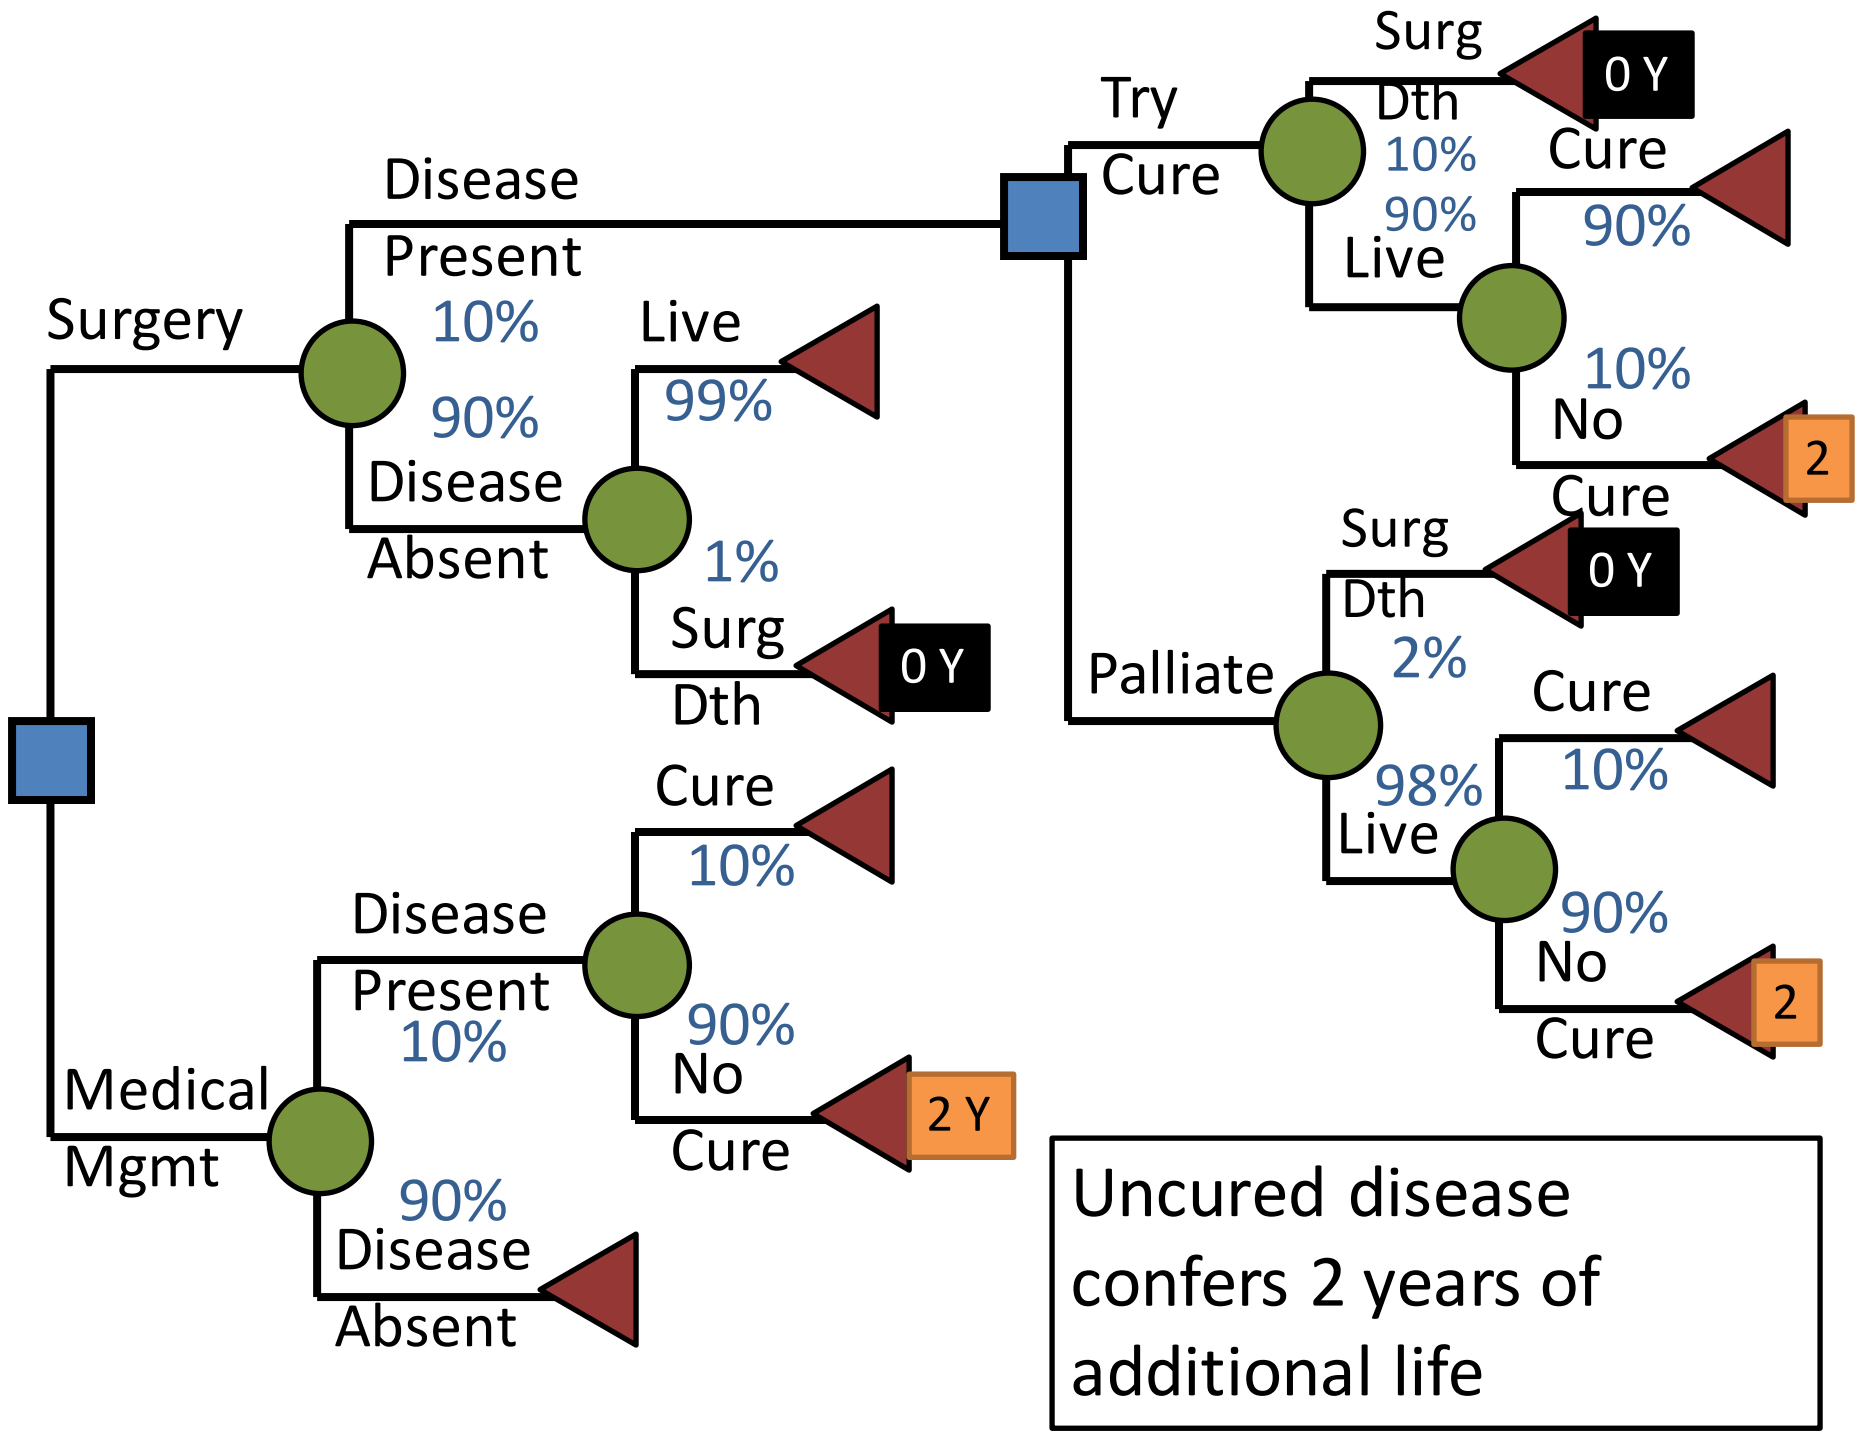 Surgery
Disease
Present
10%
90%
Disease
Absent
Live
99%
1%
Surg
Dth
0 Y
Try
Cure
Surg
Dth
0 Y
10%
90%
Live
Cure
90%
10%
No
Cure
2
Palliate
Surg
Dth
0 Y
2%
98%
Live
Cure
10%
90%
No
Cure
2
Medical
Mgmt
Disease
Present
10%
90%
Disease
Absent
Cure
10%
90%
No
Cure
2 Y
Uncured disease
confers 2 years of
additional life